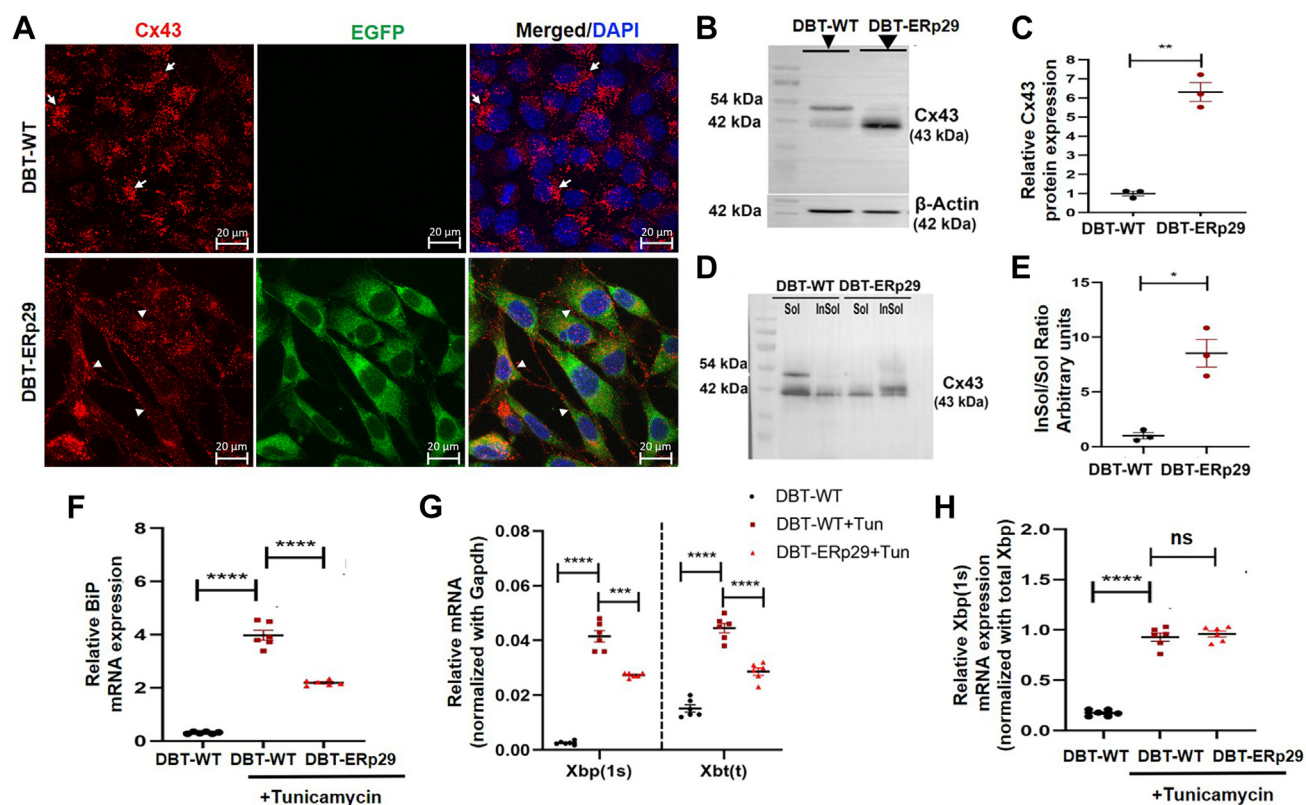 A
Cx43
EGFP
Merged/DAPI
DBT-WT
20 µm
20 µm
20 µm
DBT-ERp29
20 µm
20 µm
20 µm
B
DBT-WT DBT-ERp29
54 kDa
42 kDa
Cx43
(43 kDa)
42 kDa
β-Actin
(42 kDa)
C
Relative Cx43
protein expression
**
8
7
6
5
4
3
2
1
0
DBT-WT DBT-ERp29
D
DBT-WT DBT-ERp29
Sol InSol Sol InSol
54 kDa
42 kDa
Cx43
(43 kDa)
E
InSol/Sol Ratio
Arbitrary units
*
15
10
5
0
DBT-WT DBT-ERp29
F
Relative BiP
mRNA expression
8
6
4
2
0
****
****
DBT-WT DBT-WT DBT-ERp29
+Tunicamycin
G
DBT-WT
DBT-WT+Tun
DBT-ERp29+Tun
Relative mRNA
(normalized with Gapdh)
0.08
0.06
0.04
0.02
0.00
****
***
****
****
Xbp(1s)
Xbt(t)
H
Relative Xbp(1s)
mRNA expression
(normalized with total Xbp)
2.0
1.5
1.0
0.5
0.0
****
ns
DBT-WT DBT-WT DBT-ERp29
+Tunicamycin